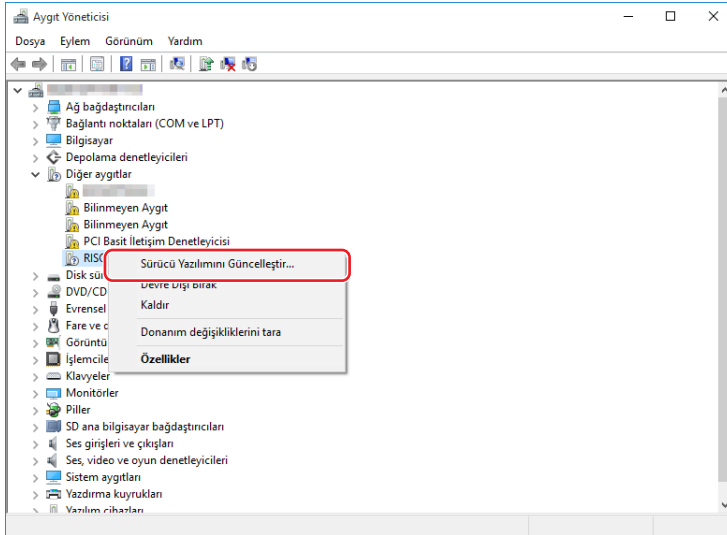 Aygıt Yöneticisi
Dosya Eylem Görünüm Yardım
Ağ bağdaştırıcıları
Bağlantı noktaları (COM ve LPT)
Bilgisayar
Depolama denetleyicileri
Diğer aygıtlar
Bilinmeyen Aygıt
Bilinmeyen Aygıt
PCI Basit İletişim Denetleyicisi
Sürücü Yazılımını Güncelleştir...
Disk
Devre Dışı Bırak
DVD/CD
Kaldır
Evrensel
Fare ve
Donanım değişikliklerini tara
Görüntü
Özellikler
Klavyeler
Monitörler
Piller
SD ana bilgisayar bağdaştırıcıları
Ses girişleri ve çıkışları
Ses, video ve oyun denetleyicileri
Sistem aygıtları
Yazdırma kuyrukları
Yazılım cihazları